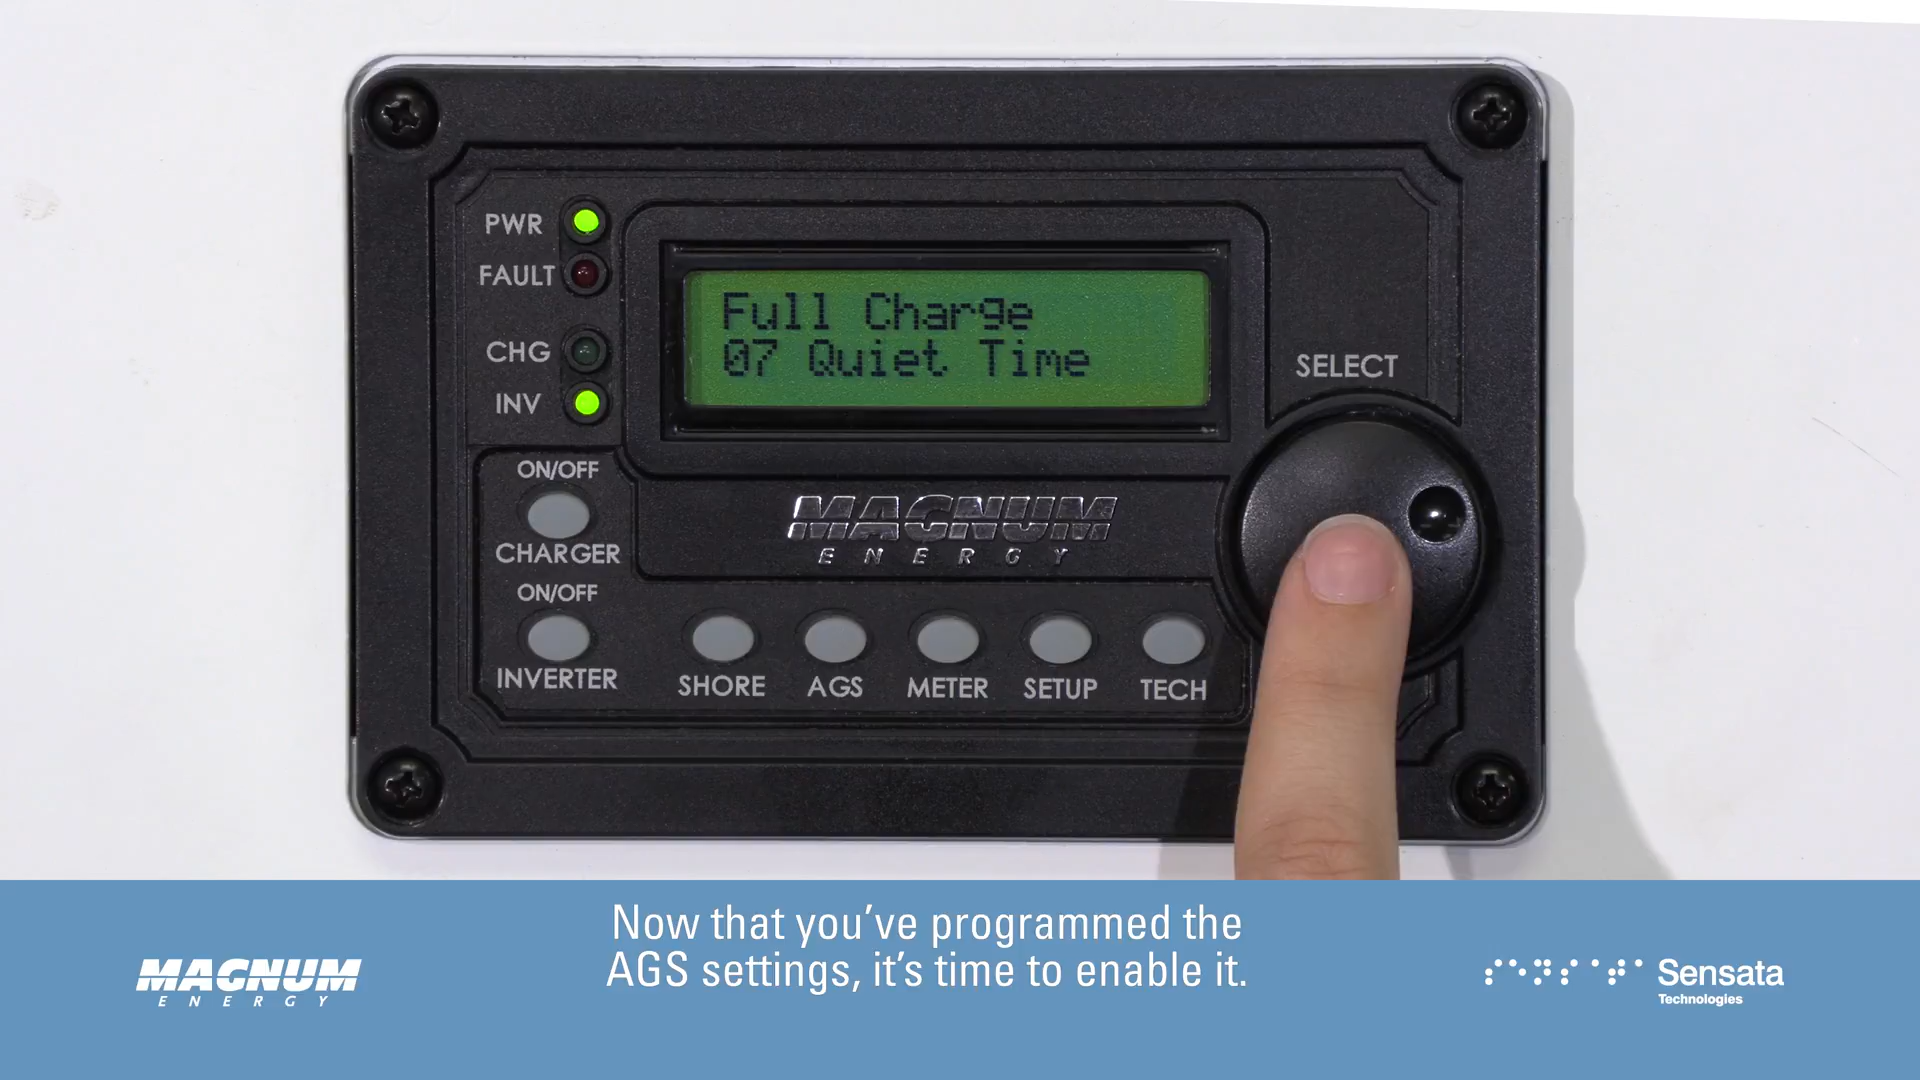 PWR
FAULT
CHG
INV
Full Charge
07 Quiet Time
SELECT
ON/OFF
CHARGER
ON/OFF
INVERTER
MAGNUM
ENERGY
SHORE
AGS
METER
SETUP
TECH
Now that you've programmed the
AGS settings, it's time to enable it.
MAGNUM
ENERGY
Sensata
Technologies